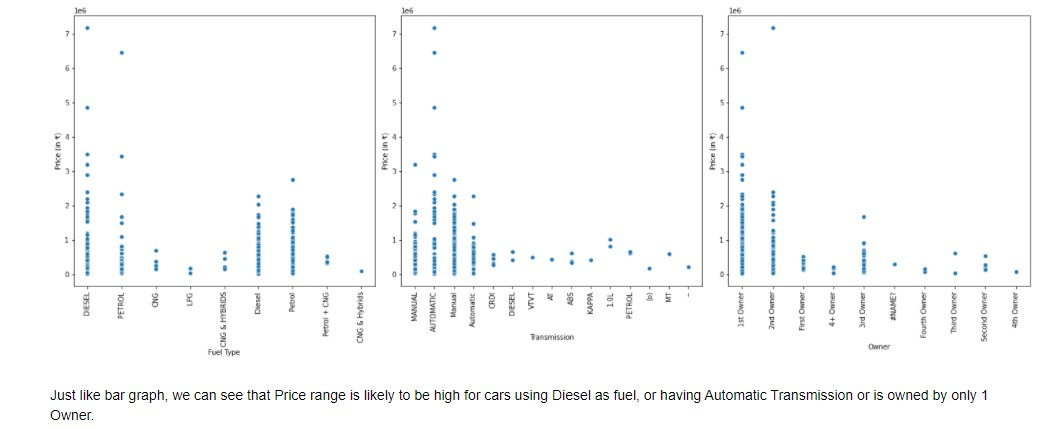 1e6
7
6
5
4
3
2
1
0
Price (in ₹)
DIESEL
PETROL
CNG
LPG
CNG & HYBRIDS
Diesel
Petrol
Petrol + CNG
CNG & Hybrids
Fuel Type
1e6
7
6
5
4
3
2
1
0
Price (in ₹)
MANUAL
AUTOMATIC
Manual
Automatic
CRDI
DIESEL
VTVT
AT
ABS
KAPPA
1.0L
PETROL
(o)
MT
–
Transmission
1e6
7
6
5
4
3
2
1
0
Price (in ₹)
1st Owner
2nd Owner
First Owner
4+ Owner
3rd Owner
#NAME?
Fourth Owner
Third Owner
Second Owner
4th Owner
Owner
Just like bar graph, we can see that Price range is likely to be high for cars using Diesel as fuel, or having Automatic Transmission or is owned by only 1
Owner.